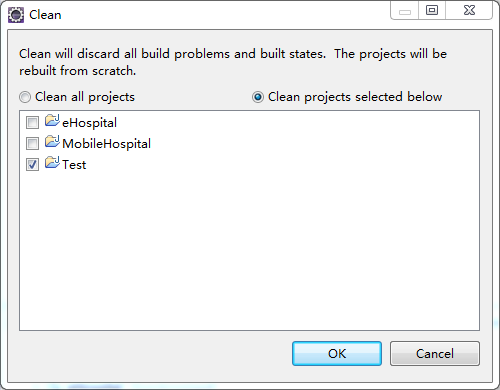 Clean
Clean will discard all build problems and built states.  The projects will be
rebuilt from scratch.
Clean all projects
Clean projects selected below
eHospital
MobileHospital
Test
OK
Cancel